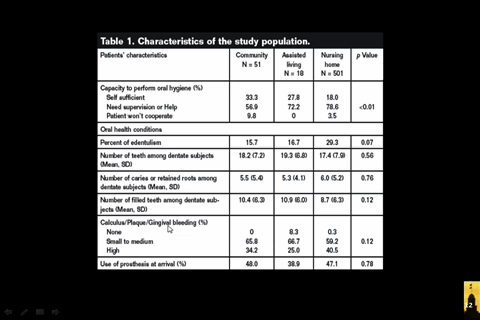 Table 1. Characteristics of the study population.
Patients' characteristics Community N = 51 Assisted living N = 18 Nursing home N = 501 p Value
Capacity to perform oral hygiene (%)
Self sufficient 33.3 27.8 18.0
Need supervision or Help 56.9 72.2 78.6 <0.01
Patient won't cooperate 9.8 0 3.5
Oral health conditions
Percent of edentulism 15.7 16.7 29.3 0.07
Number of teeth among dentate subjects 18.2 (7.2) 19.3 (6.8) 17.4 (7.9) 0.56
(Mean, SD)
Number of caries or retained roots among 5.5 (5.4) 5.3 (4.1) 6.0 (5.2) 0.76
dentate subjects (Mean, SD)
Number of filled teeth among dentate sub- 10.4 (6.3) 10.9 (6.0) 8.7 (6.3) 0.12
jects (Mean, SD)
Calculus/Plaque/Gingival bleeding (%)
None 0 8.3 0.3
Small to medium 65.8 66.7 59.2 0.12
High 34.2 25.0 40.5
Use of prosthesis at arrival (%) 48.0 38.9 47.1 0.78
12